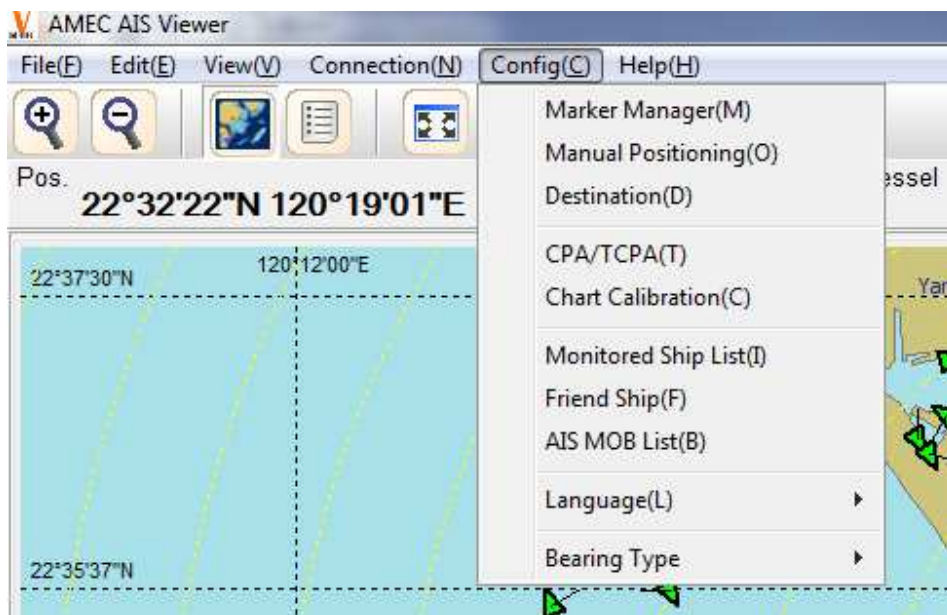 AMEC AIS Viewer
File(F) Edit(E) View(V) Connection(N) Config(C) Help(H)
Marker Manager(M)
Manual Positioning(O)
Destination(D)
CPA/TCPA(T)
Chart Calibration(C)
Monitored Ship List(I)
Friend Ship(F)
AIS MOB List(B)
Language(L)
Bearing Type
Pos.
22°32'22"N 120°19'01"E
120°12'00"E
22°37'30"N
22°35'37"N